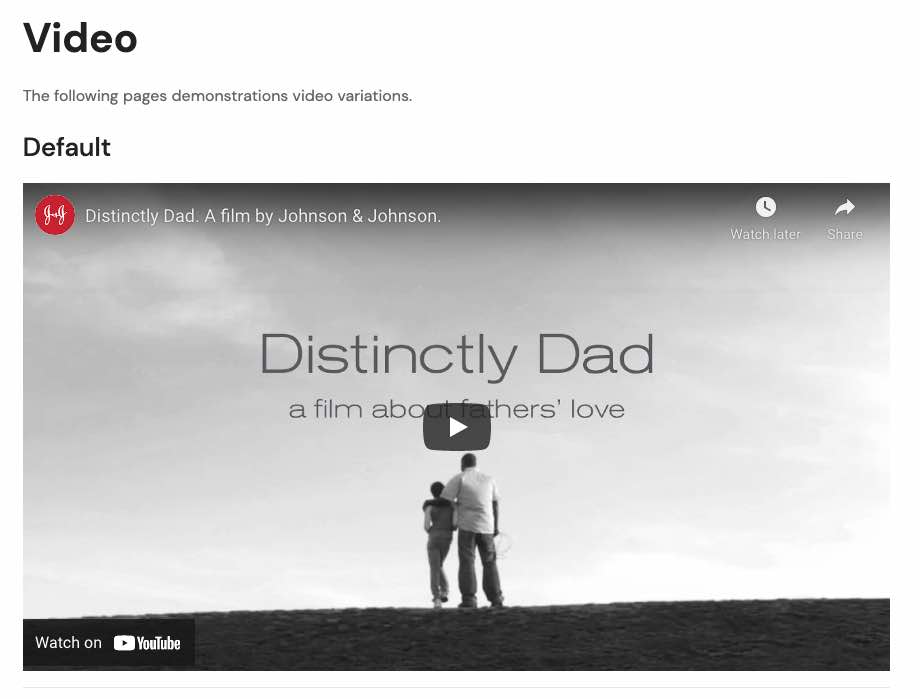 Video
The following pages demonstrations video variations.
Default
Distinctly Dad. A film by Johnson & Johnson.
Watch later
Share
Distinctly Dad
a film about fathers' love
Watch on YouTube